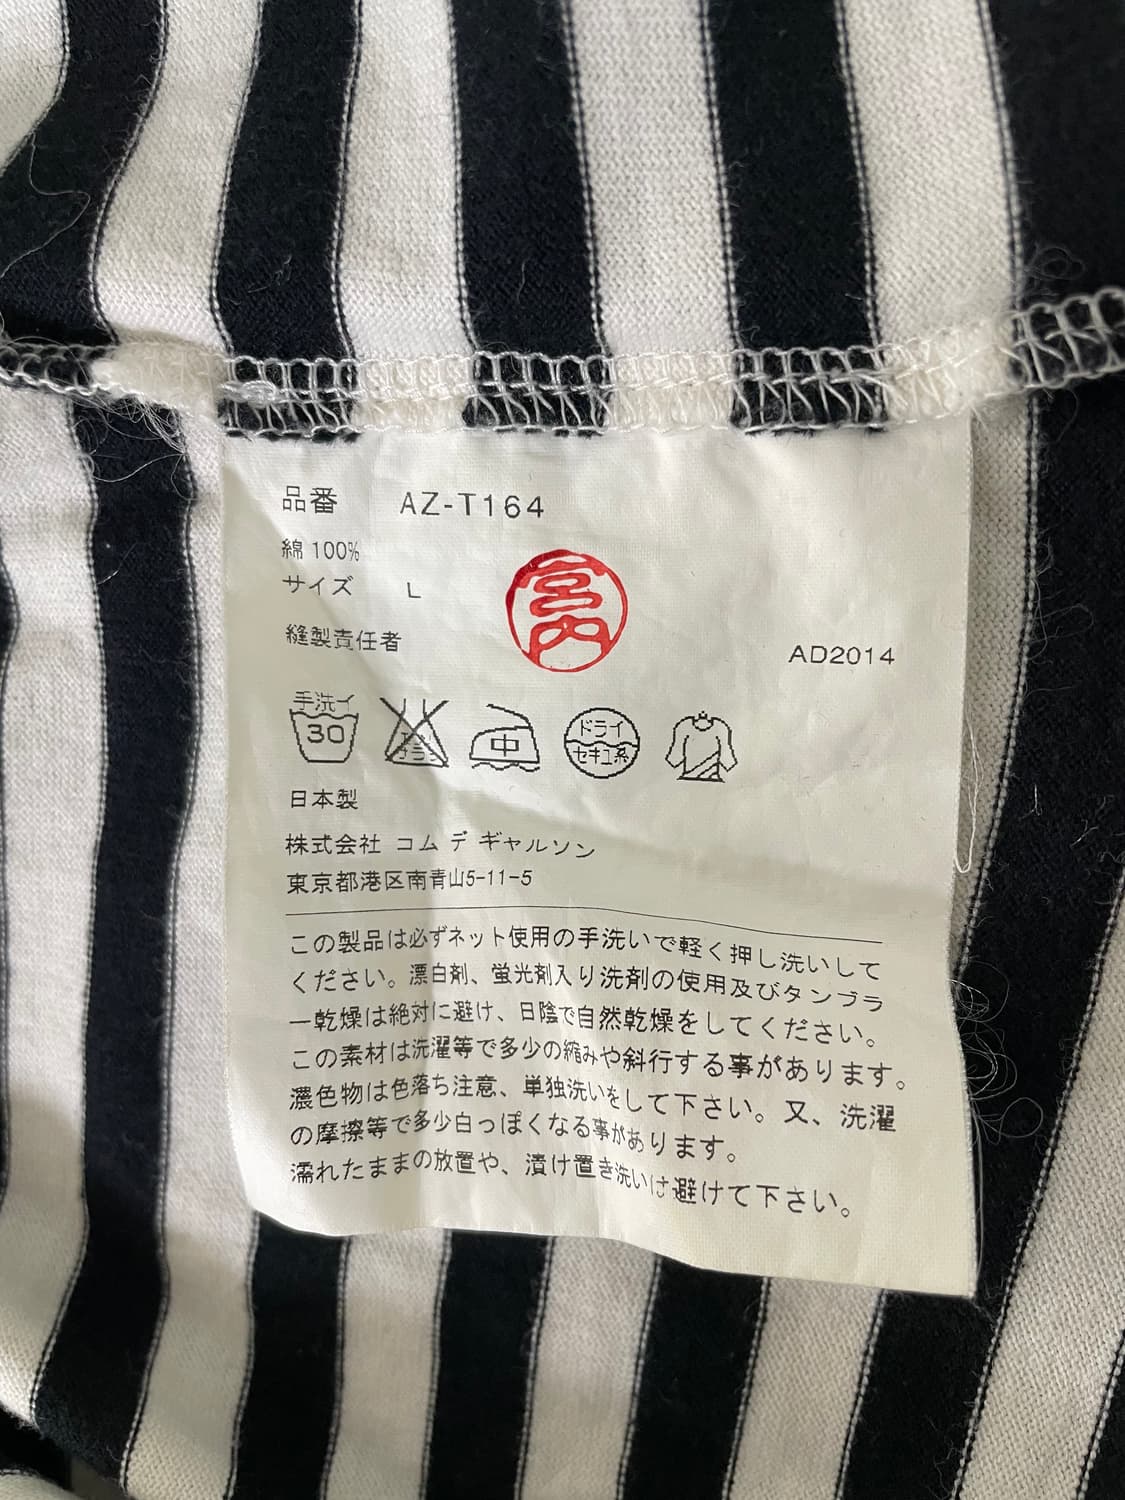 品番 AZ-T164
綿 100%
サイズ L
宮内
縫製責任者
AD2014
手洗イ
30
中
ドライ
セキユ系
日本製
株式会社 コム デ ギャルソン
東京都港区南青山5-11-5
この製品は必ずネット使用の手洗いで軽く押し洗いして
ください。漂白剤、蛍光剤入り洗剤の使用及びタンブラ
ー乾燥は絶対に避け、日陰で自然乾燥をしてください。
この素材は洗濯等で多少の縮みや斜行する事があります。
濃色物は色落ち注意、単独洗いをして下さい。又、洗濯
の摩擦等で多少白っぽくなる事があります。
濡れたままの放置や、漬け置き洗いは避けて下さい。